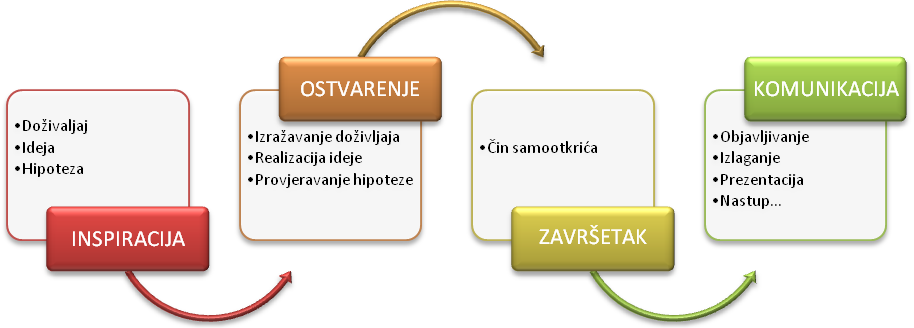 •Doživaljaj
•Ideja
•Hipoteza
INSPIRACIJA
OSTVARENJE
•Izražavanje doživljaja
•Realizacija ideje
•Provjeravanje hipoteze
•Čin samootkrića
ZAVRŠETAK
KOMUNIKACIJA
•Objavljivanje
•Izlaganje
•Prezentacija
•Nastup...